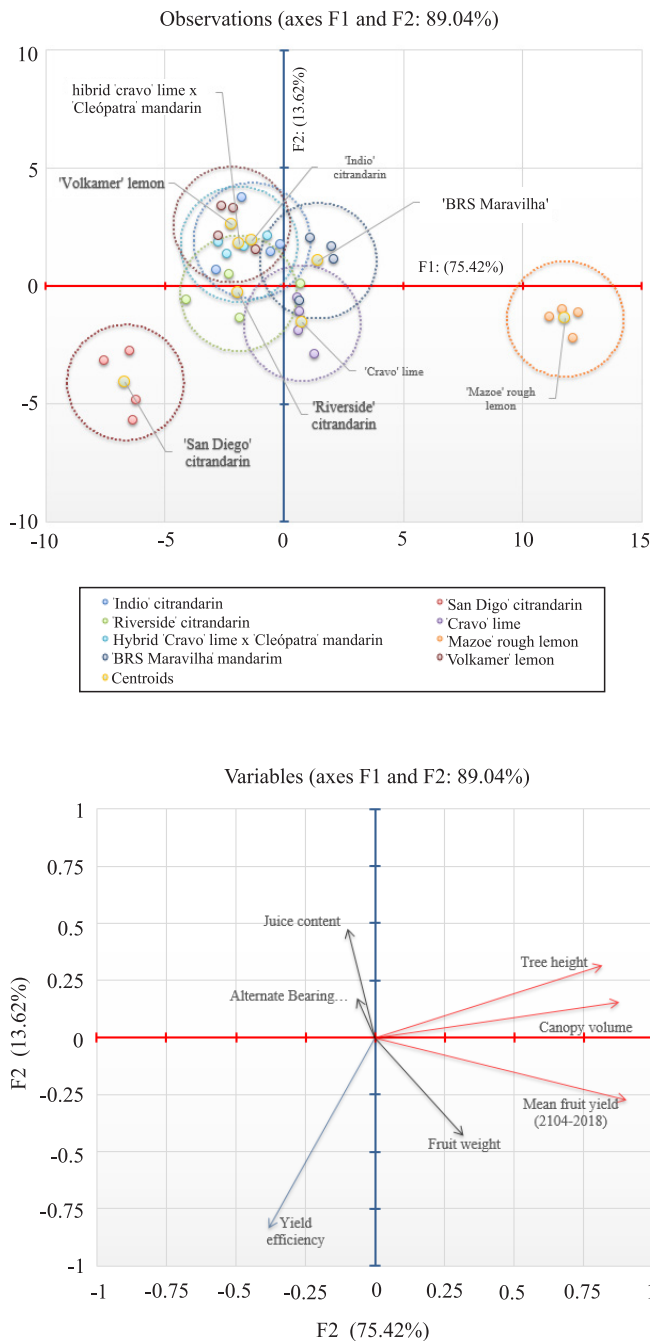 Observations (axes F1 and F2: 89.04%)
10
hibrid 'cravo' lime x
'Cleópatra' mandarin
F2: (13.62%)
'Indio'
citrandarin
5
'Volkamer' lemon
'BRS Maravilha'
F1: (75.42%)
0
'Cravo' lime
'Mazoe' rough
lemon
'Riverside'
citrandarin
-5
'San Diego'
citrandarin
-10
-10
-5
0
5
10
15
'Indio' citrandarin
'San Digo' citrandarin
'Riverside' citrandarin
'Cravo' lime
Hybrid 'Cravo' lime x 'Cleópatra' mandarin
'Mazoe' rough lemon
'BRS Maravilha' mandarim
'Volkamer' lemon
Centroids
Variables (axes F1 and F2: 89.04%)
1
0.75
0.5
Juice content
Tree height
0.25
Alternate Bearing...
Canopy volume
0
F2 (13.62%)
-0.25
Mean fruit yield
(2104-2018)
Fruit weight
-0.5
-0.75
Yield
efficiency
-1
-1
-0.75
-0.5
-0.25
0
0.25
0.5
0.75
1
F2 (75.42%)